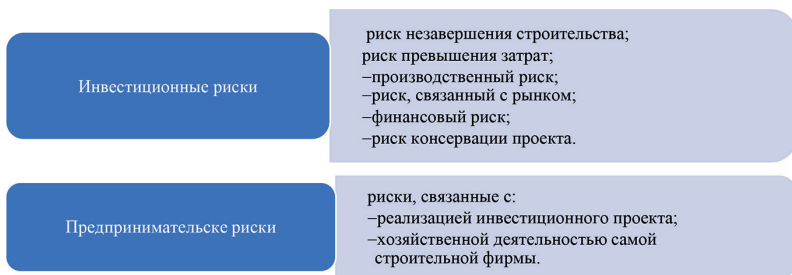 Инвестиционные риски
риск незавершения строительства;
риск превышения затрат;
−производственный риск;
−риск, связанный с рынком;
−финансовый риск;
−риск консервации проекта.
Предпринимательске риски
риски, связанные с:
−реализацией инвестиционного проекта;
−хозяйственной деятельностью самой
строительной фирмы.